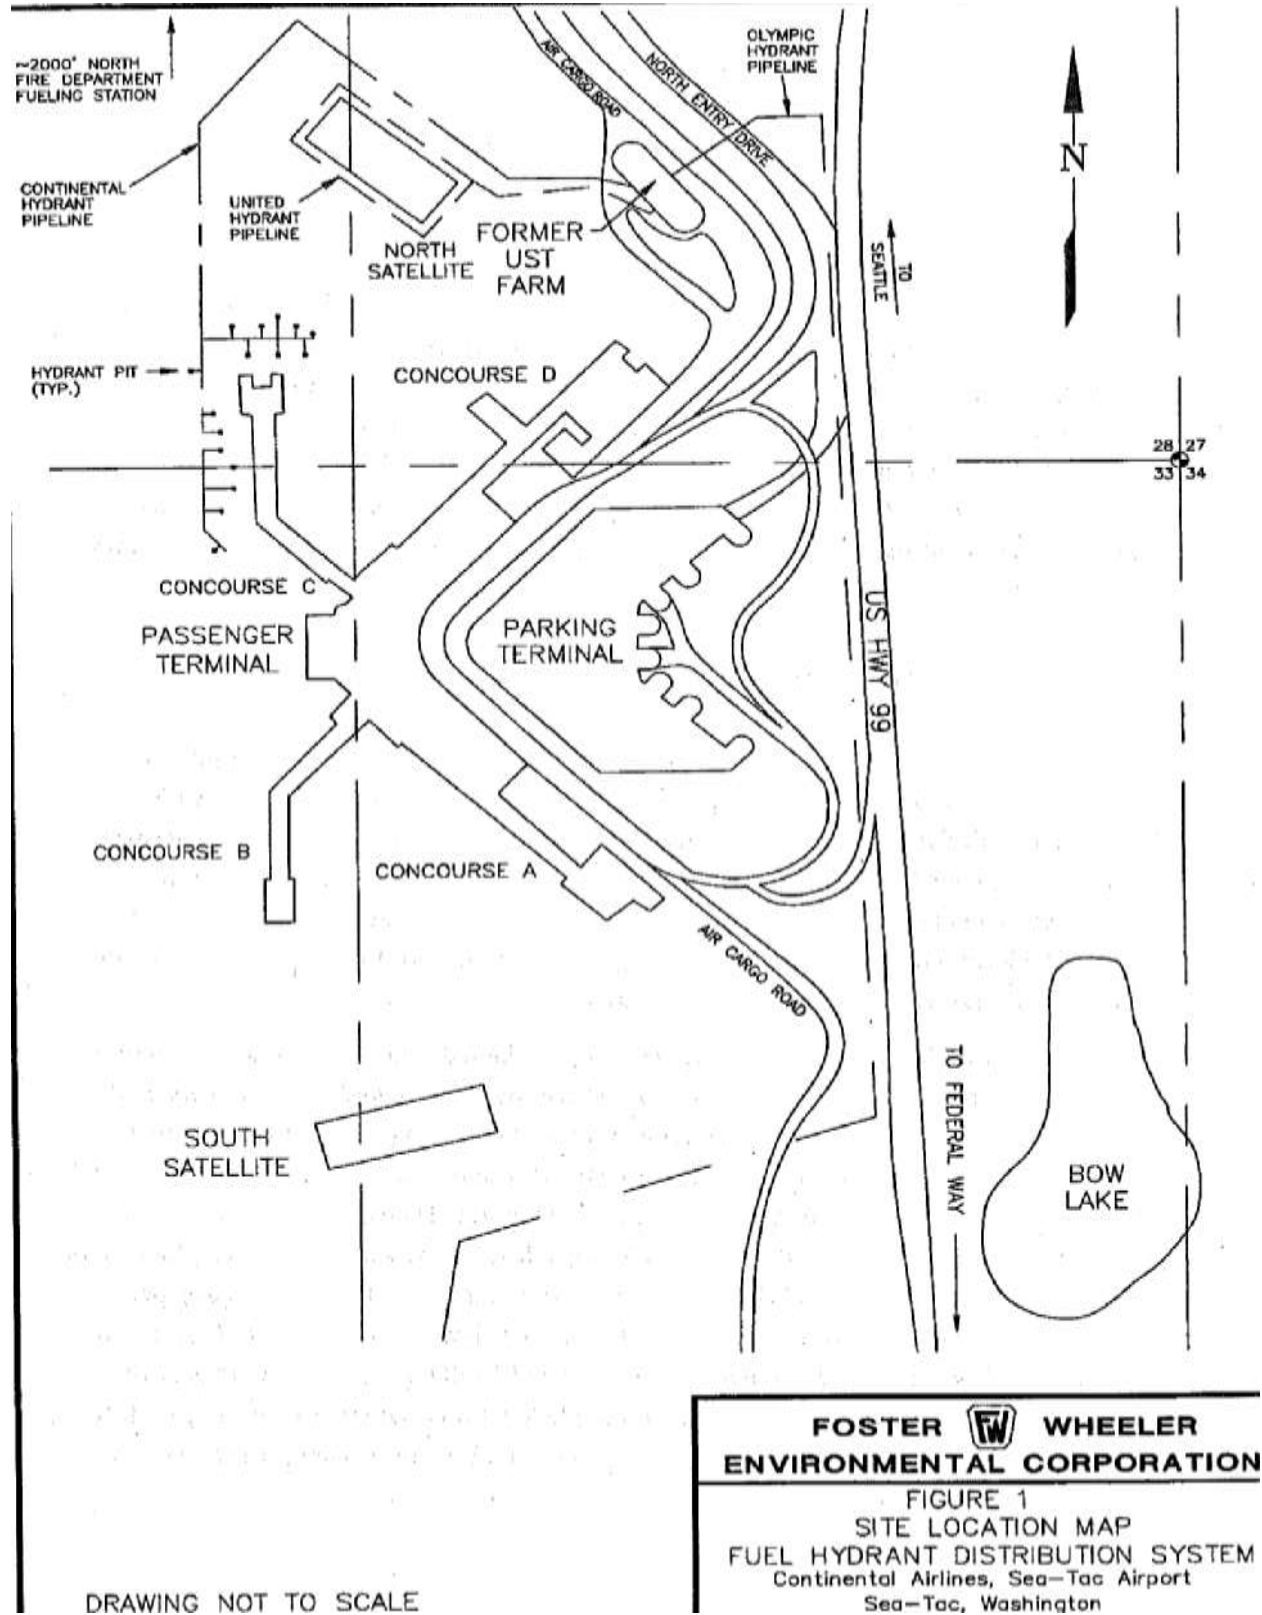 ~2000' NORTH
FIRE DEPARTMENT
FUELING STATION
AIR CARGO ROAD
NORTH ENTRY DRIVE
OLYMPIC
HYDRANT
PIPELINE
N
CONTINENTAL
HYDRANT
PIPELINE
UNITED
HYDRANT
PIPELINE
NORTH
SATELLITE
FORMER
UST
FARM
TO
SEATTLE
HYDRANT PIT
(TYP.)
CONCOURSE D
28 27
33 34
CONCOURSE C
PASSENGER
TERMINAL
PARKING
TERMINAL
US HWY 99
CONCOURSE B
CONCOURSE A
AIR CARGO ROAD
TO FEDERAL WAY
SOUTH
SATELLITE
BOW
LAKE
FOSTER FW WHEELER
ENVIRONMENTAL CORPORATION
FIGURE 1
SITE LOCATION MAP
FUEL HYDRANT DISTRIBUTION SYSTEM
Continental Airlines, Sea-Tac Airport
Sea-Tac, Washington
DRAWING NOT TO SCALE